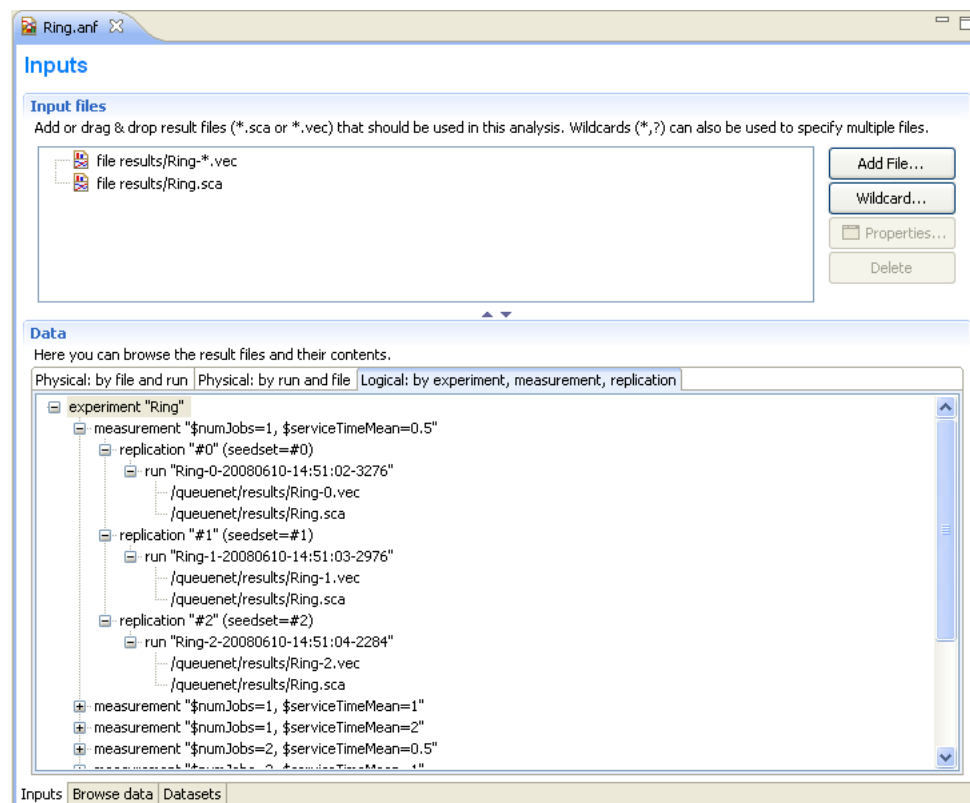 Ring.anf
Inputs
Input files
Add or drag & drop result files (*.sca or *.vec) that should be used in this analysis. Wildcards (*,?) can also be used to specify multiple files.
file results/Ring-*.vec
file results/Ring.sca
Add File...
Wildcard...
Properties...
Delete
Data
Here you can browse the result files and their contents.
Physical: by file and run Physical: by run and file Logical: by experiment, measurement, replication
experiment "Ring"
measurement "$numJobs=1, $serviceTimeMean=0.5"
replication "#0" (seedset=#0)
run "Ring-0-20080610-14:51:02-3276"
/queuenet/results/Ring-0.vec
/queuenet/results/Ring.sca
replication "#1" (seedset=#1)
run "Ring-1-20080610-14:51:03-2976"
/queuenet/results/Ring-1.vec
/queuenet/results/Ring.sca
replication "#2" (seedset=#2)
run "Ring-2-20080610-14:51:04-2284"
/queuenet/results/Ring-2.vec
/queuenet/results/Ring.sca
measurement "$numJobs=1, $serviceTimeMean=1"
measurement "$numJobs=1, $serviceTimeMean=2"
measurement "$numJobs=2, $serviceTimeMean=0.5"
Inputs Browse data Datasets